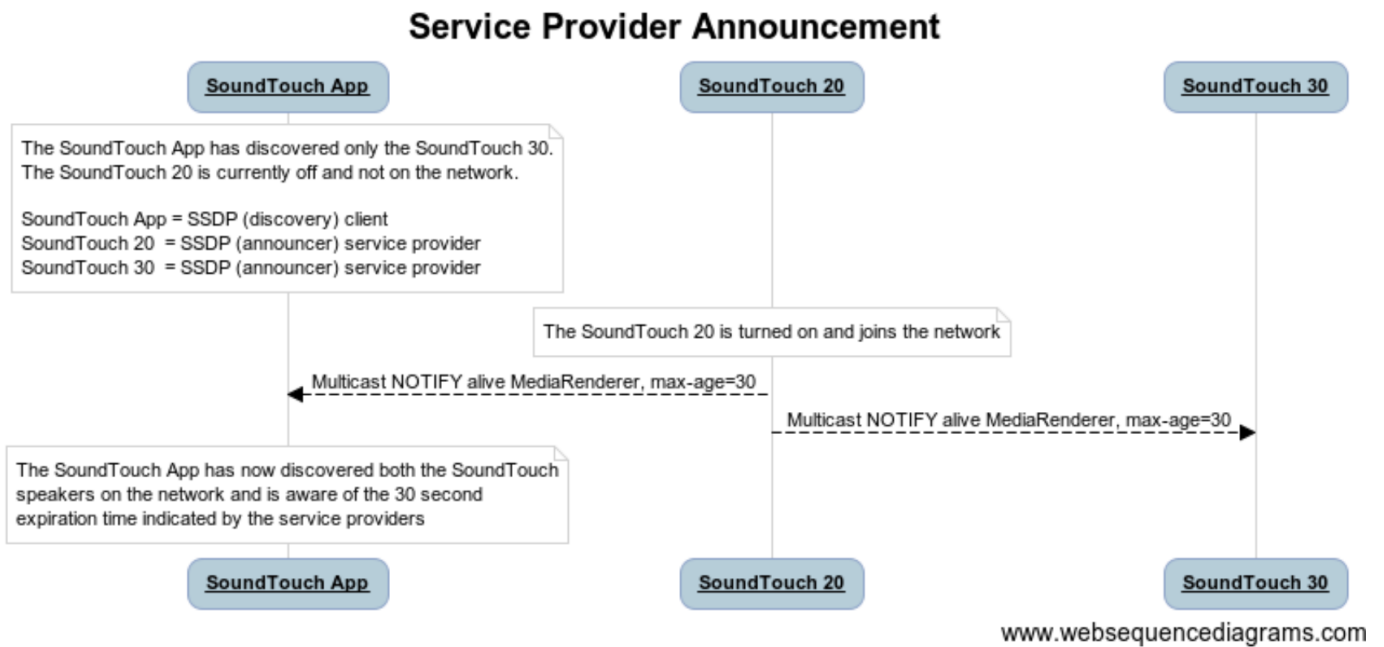 Service Provider Announcement
SoundTouch App
SoundTouch 20
SoundTouch 30
The SoundTouch App has discovered only the SoundTouch 30.
The SoundTouch 20 is currently off and not on the network.
SoundTouch App = SSDP (discovery) client
SoundTouch 20  = SSDP (announcer) service provider
SoundTouch 30  = SSDP (announcer) service provider
The SoundTouch 20 is turned on and joins the network
Multicast NOTIFY alive MediaRenderer, max-age=30
Multicast NOTIFY alive MediaRenderer, max-age=30
The SoundTouch App has now discovered both the SoundTouch
speakers on the network and is aware of the 30 second
expiration time indicated by the service providers
SoundTouch App
SoundTouch 20
SoundTouch 30
www.websequencediagrams.com